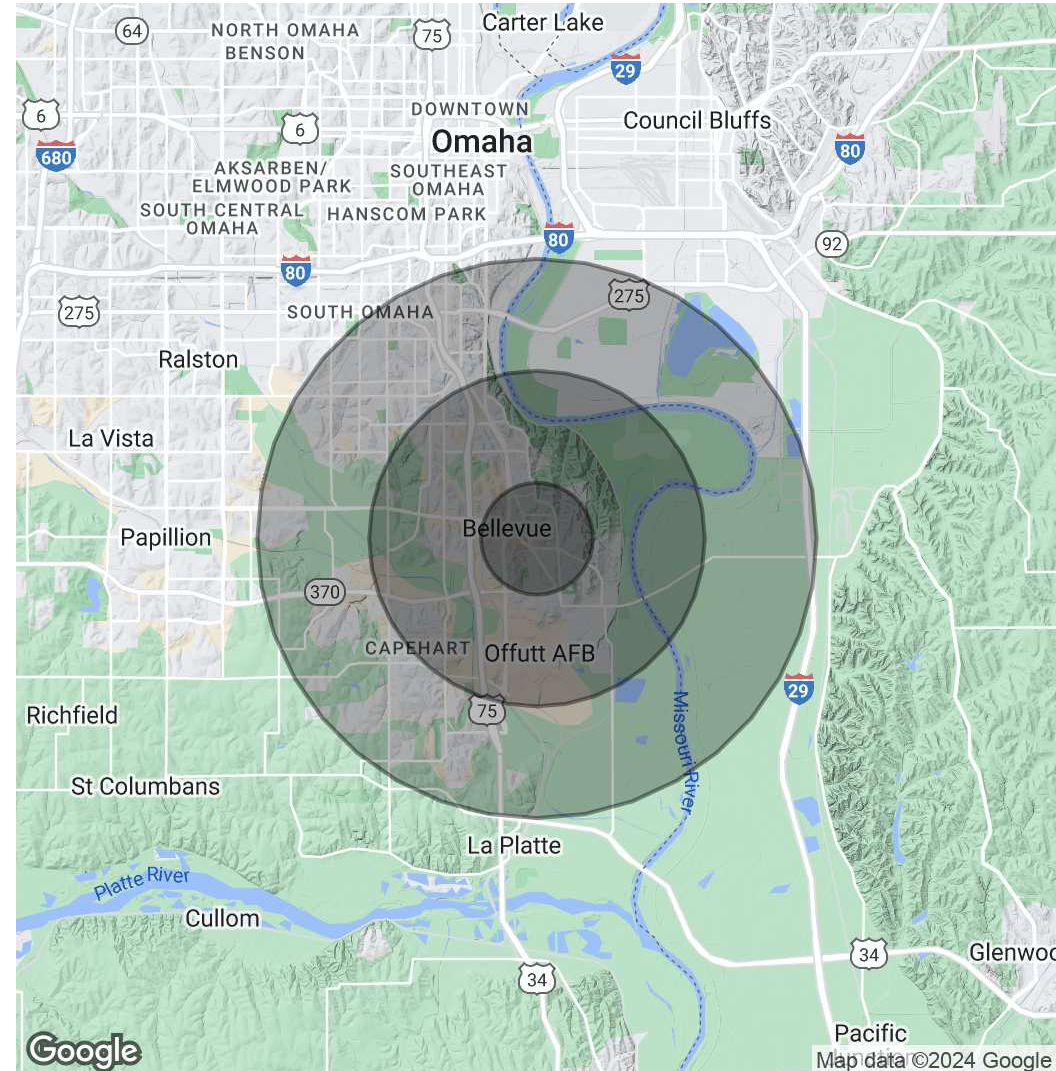 Carter Lake
64
NORTH OMAHA
75
BENSON
29
DOWNTOWN
6
6
Council Bluffs
Omaha
680
80
AKSARBEN/
ELMWOOD PARK
SOUTHEAST
OMAHA
SOUTH CENTRAL
OMAHA
HANSCOM PARK
80
92
80
275
275
SOUTH OMAHA
Ralston
La Vista
Bellevue
Papillion
370
CAPEHART
Offutt AFB
29
75
Richfield
Missouri River
St Columbans
La Platte
Platte River
Cullom
34
Glenwoo
34
Pacific
Google
Map data ©2024 Google